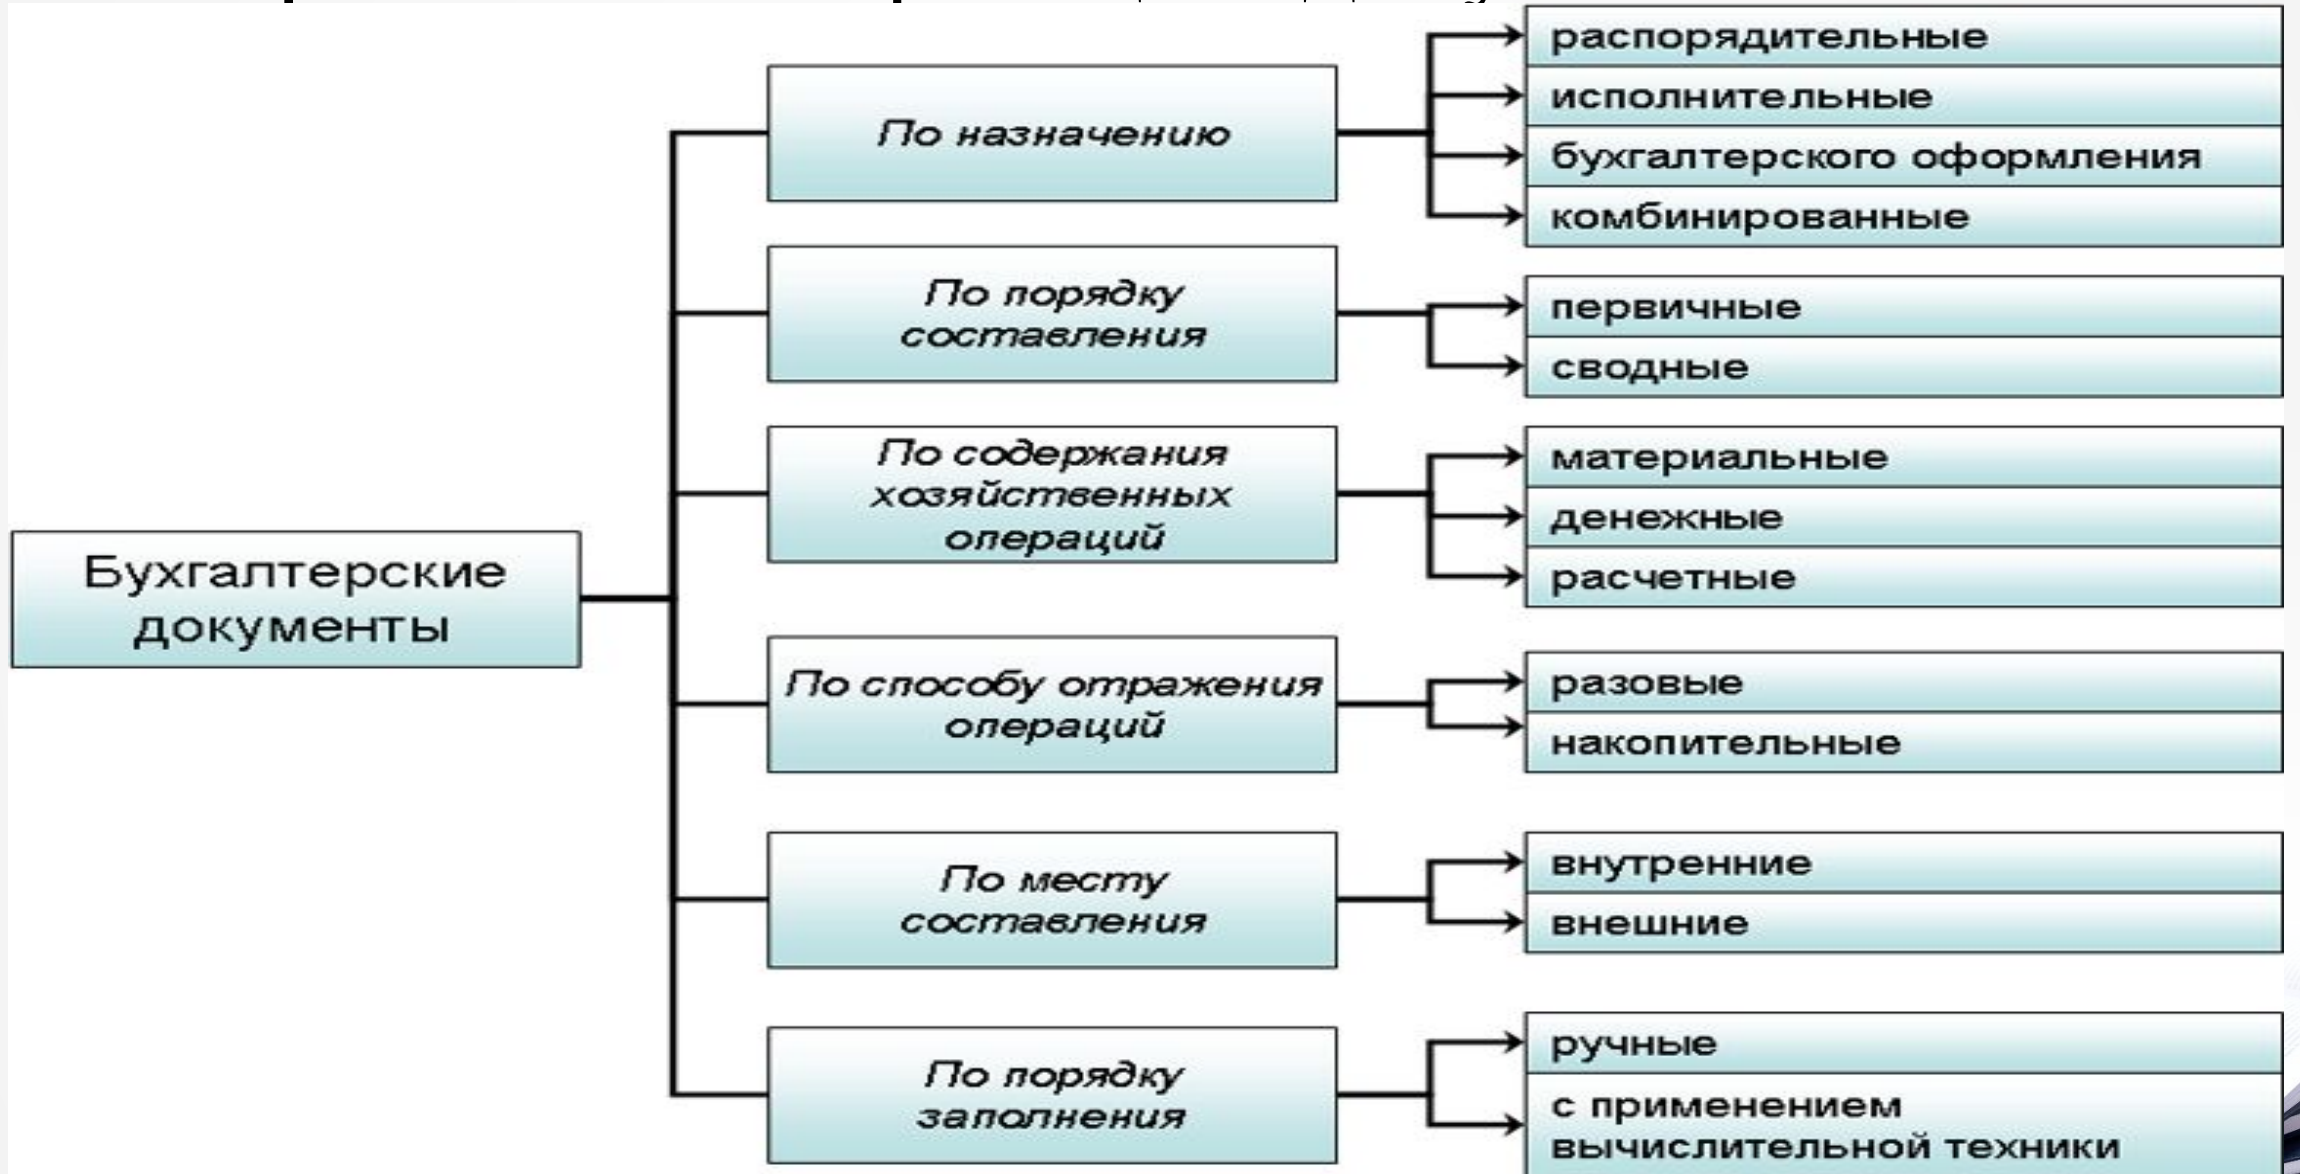 Бухгалтерские
документы
По назначению
распорядительные
исполнительные
бухгалтерского оформления
комбинированные
По порядку
составления
первичные
сводные
По содержания
хозяйственных
операций
материальные
денежные
расчетные
По способу отражения
операций
разовые
накопительные
По месту
составления
внутренние
внешние
По порядку
заполнения
ручные
с применением
вычислительной техники